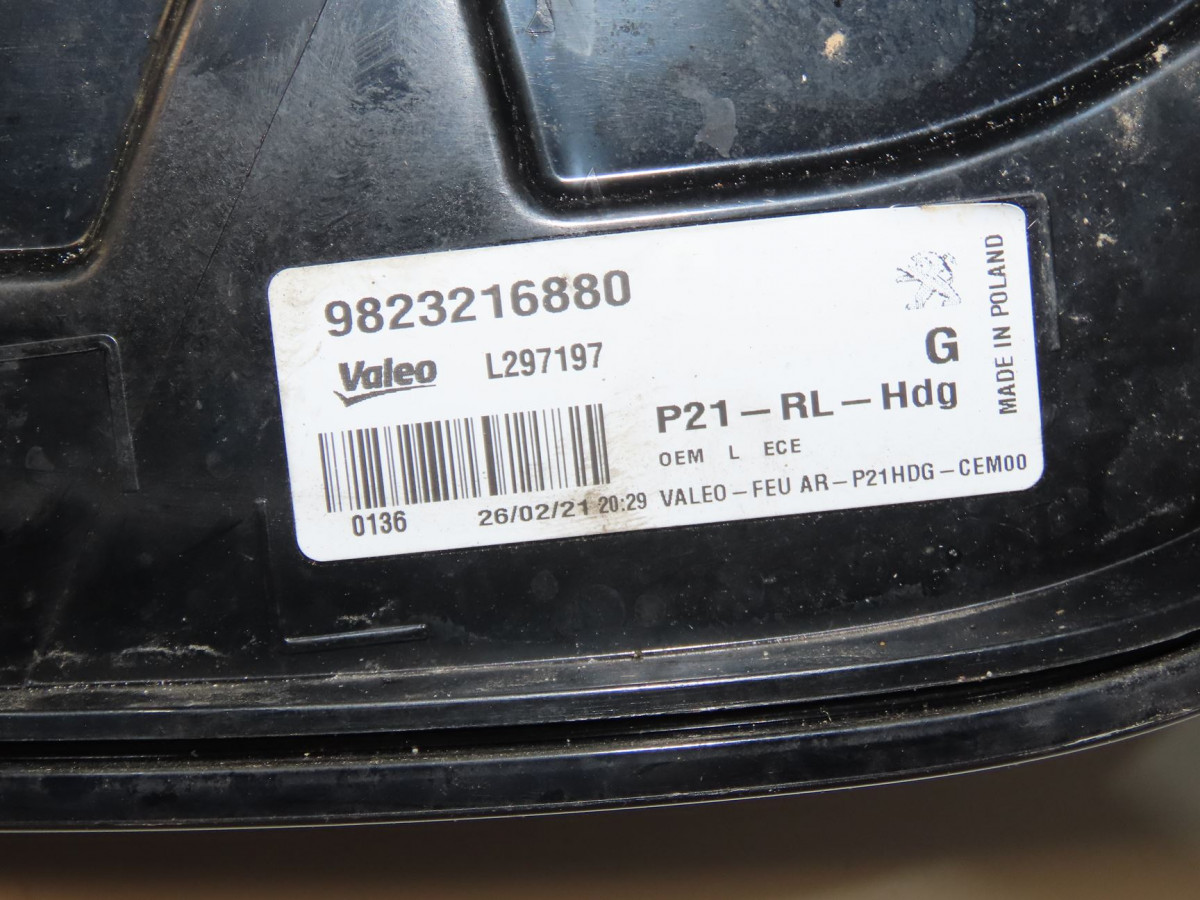 9823216880
Valeo L297197
G
P21-RL-Hdg
OEM L ECE
0136 26/02/21 20:29 VALEO-FEU AR-P21HDG-CEM00
MADE IN POLAND